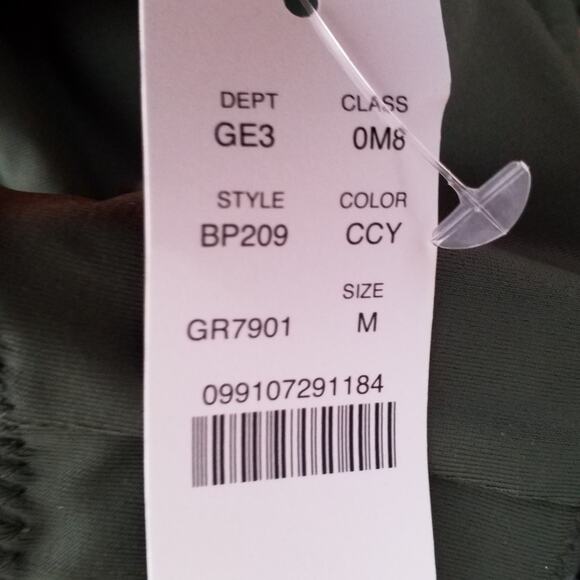 DEPT CLASS
GE3 0M8
STYLE COLOR
BP209 CCY
SIZE
GR7901 M
099107291184